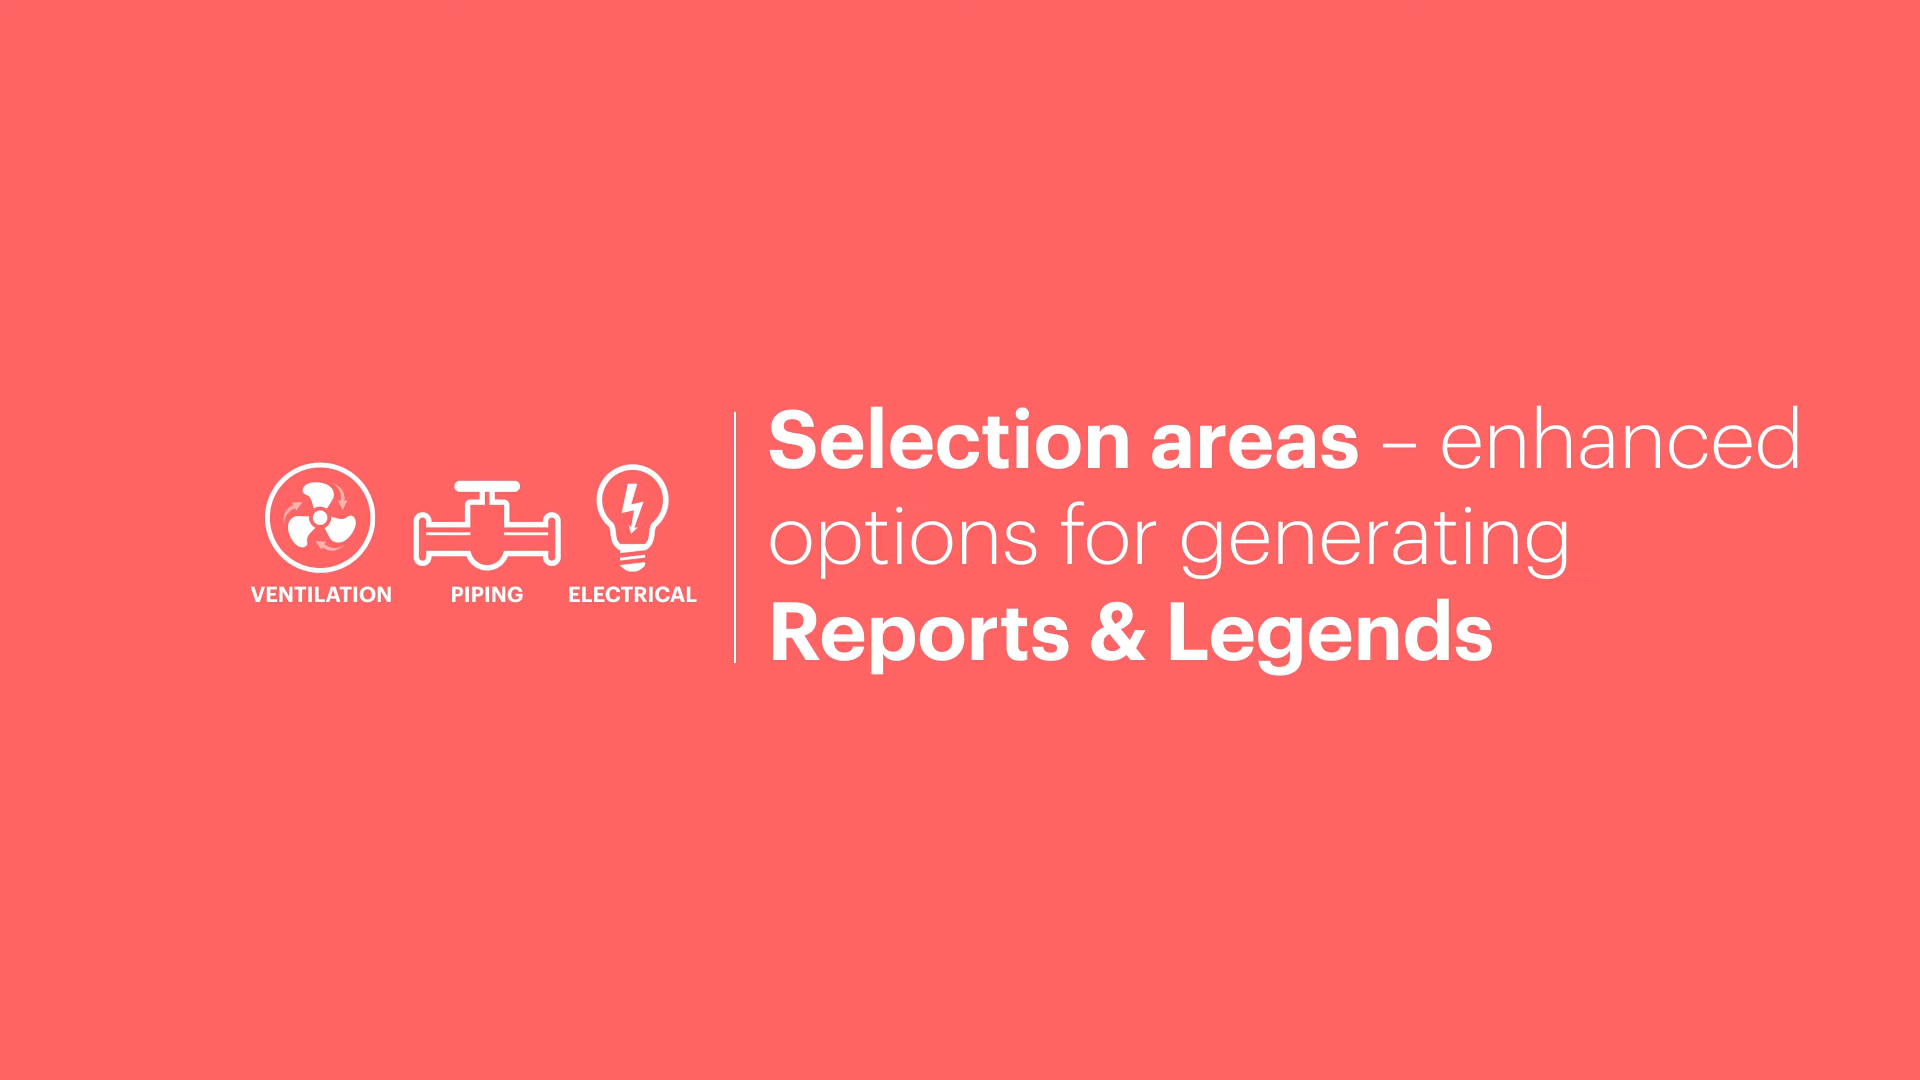 VENTILATION PIPING ELECTRICAL
Selection areas – enhanced
options for generating
Reports & Legends